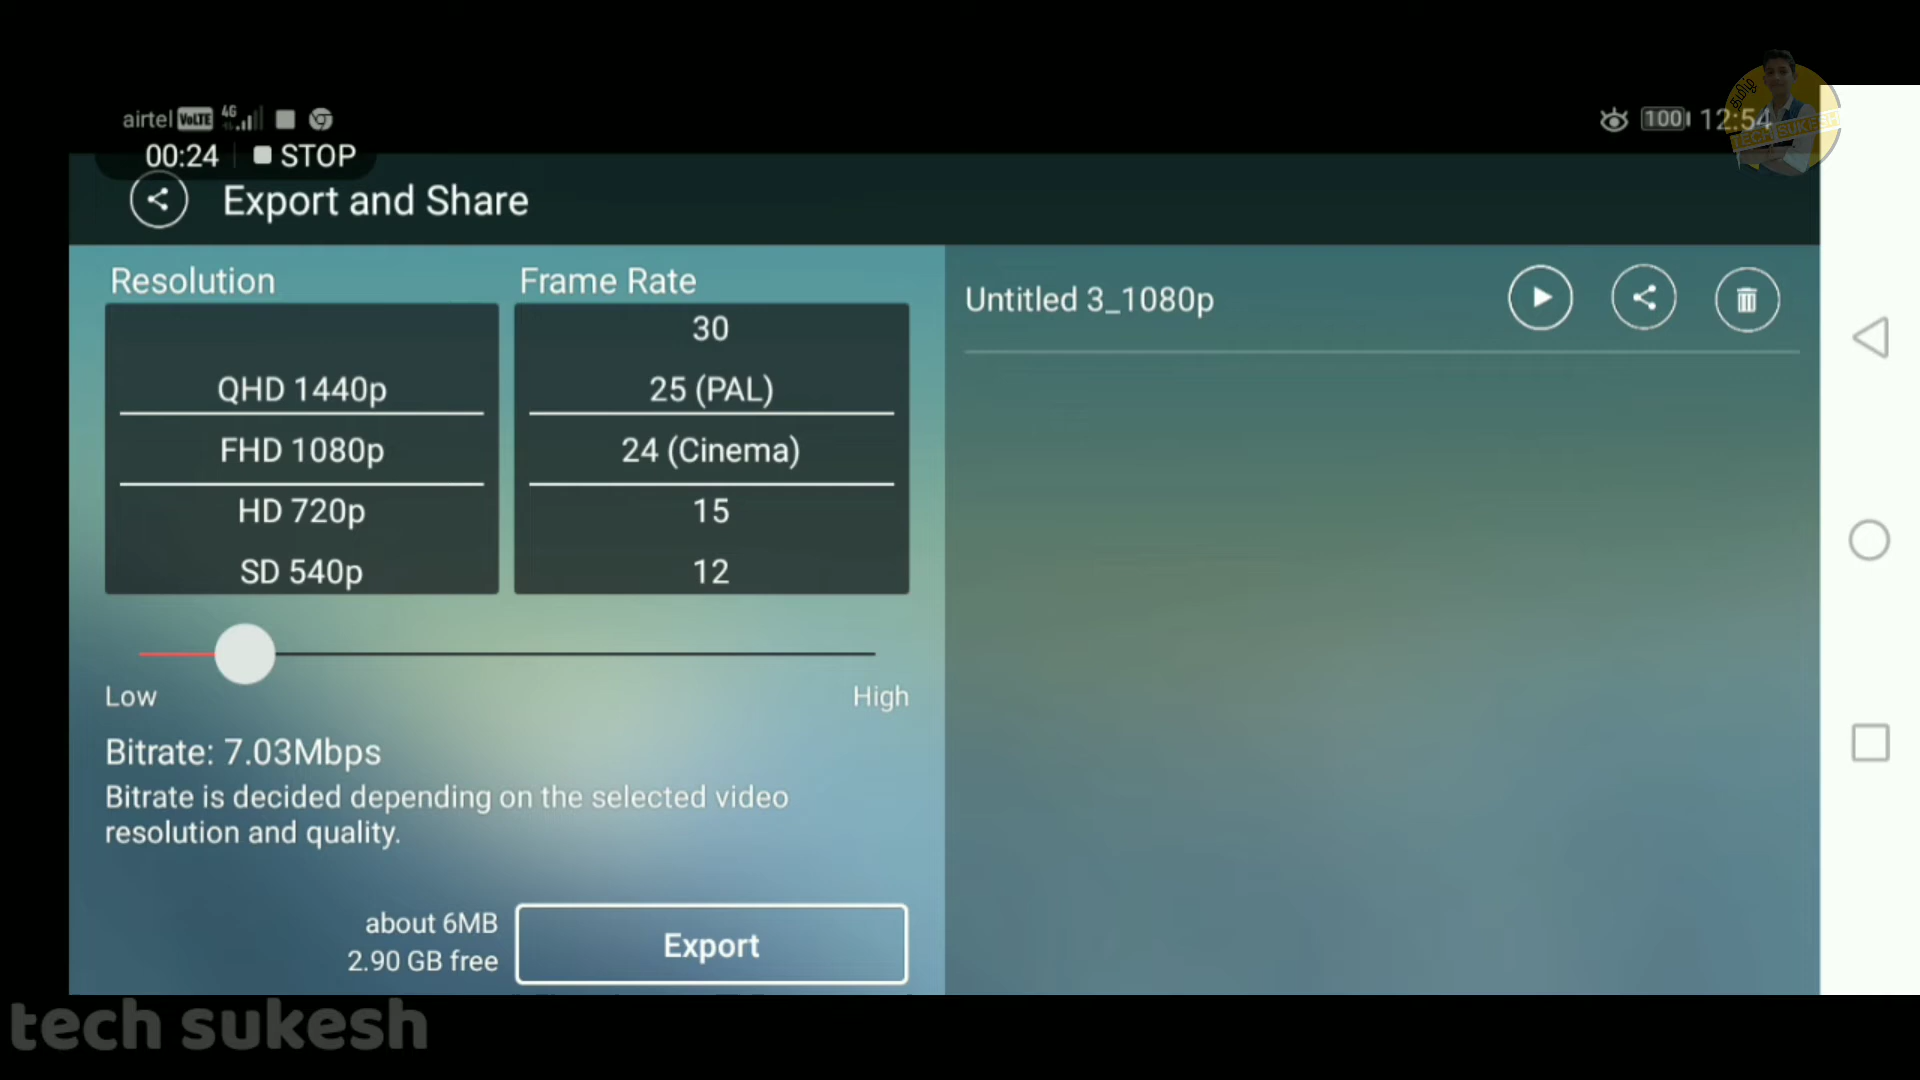 airtel VoLTE 4G
100 12:54
தமிழ்
TECH SUKESH
00:24 STOP
Export and Share
Resolution
Frame Rate
QHD 1440p
FHD 1080p
HD 720p
SD 540p
30
25 (PAL)
24 (Cinema)
15
12
Low
High
Bitrate: 7.03Mbps
Bitrate is decided depending on the selected video
resolution and quality.
about 6MB
2.90 GB free
Export
Untitled 3_1080p
tech sukesh